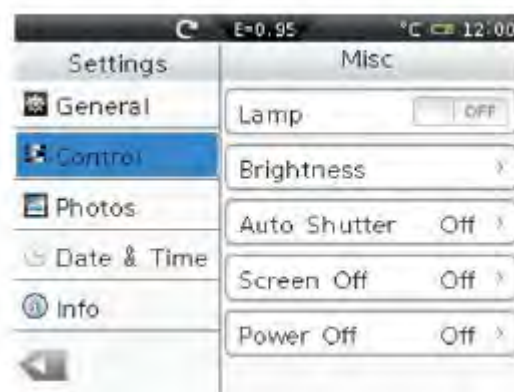 E=0.95 °C 12:00
Settings
General
Control
Photos
Date & Time
Info
Misc
Lamp OFF
Brightness
Auto Shutter Off
Screen Off Off
Power Off Off